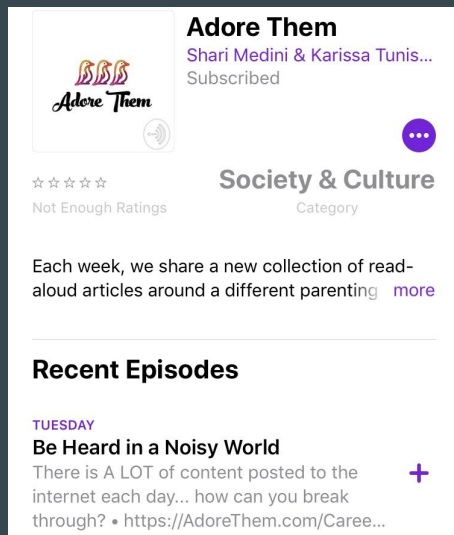 Adore Them
Shari Medini & Karissa Tunis...
Subscribed
Adore Them
Society & Culture
Not Enough Ratings
Category
Each week, we share a new collection of read-
aloud articles around a different parenting more
Recent Episodes
TUESDAY
Be Heard in a Noisy World
There is A LOT of content posted to the
internet each day... how can you break
through? • https://AdoreThem.com/Caree...